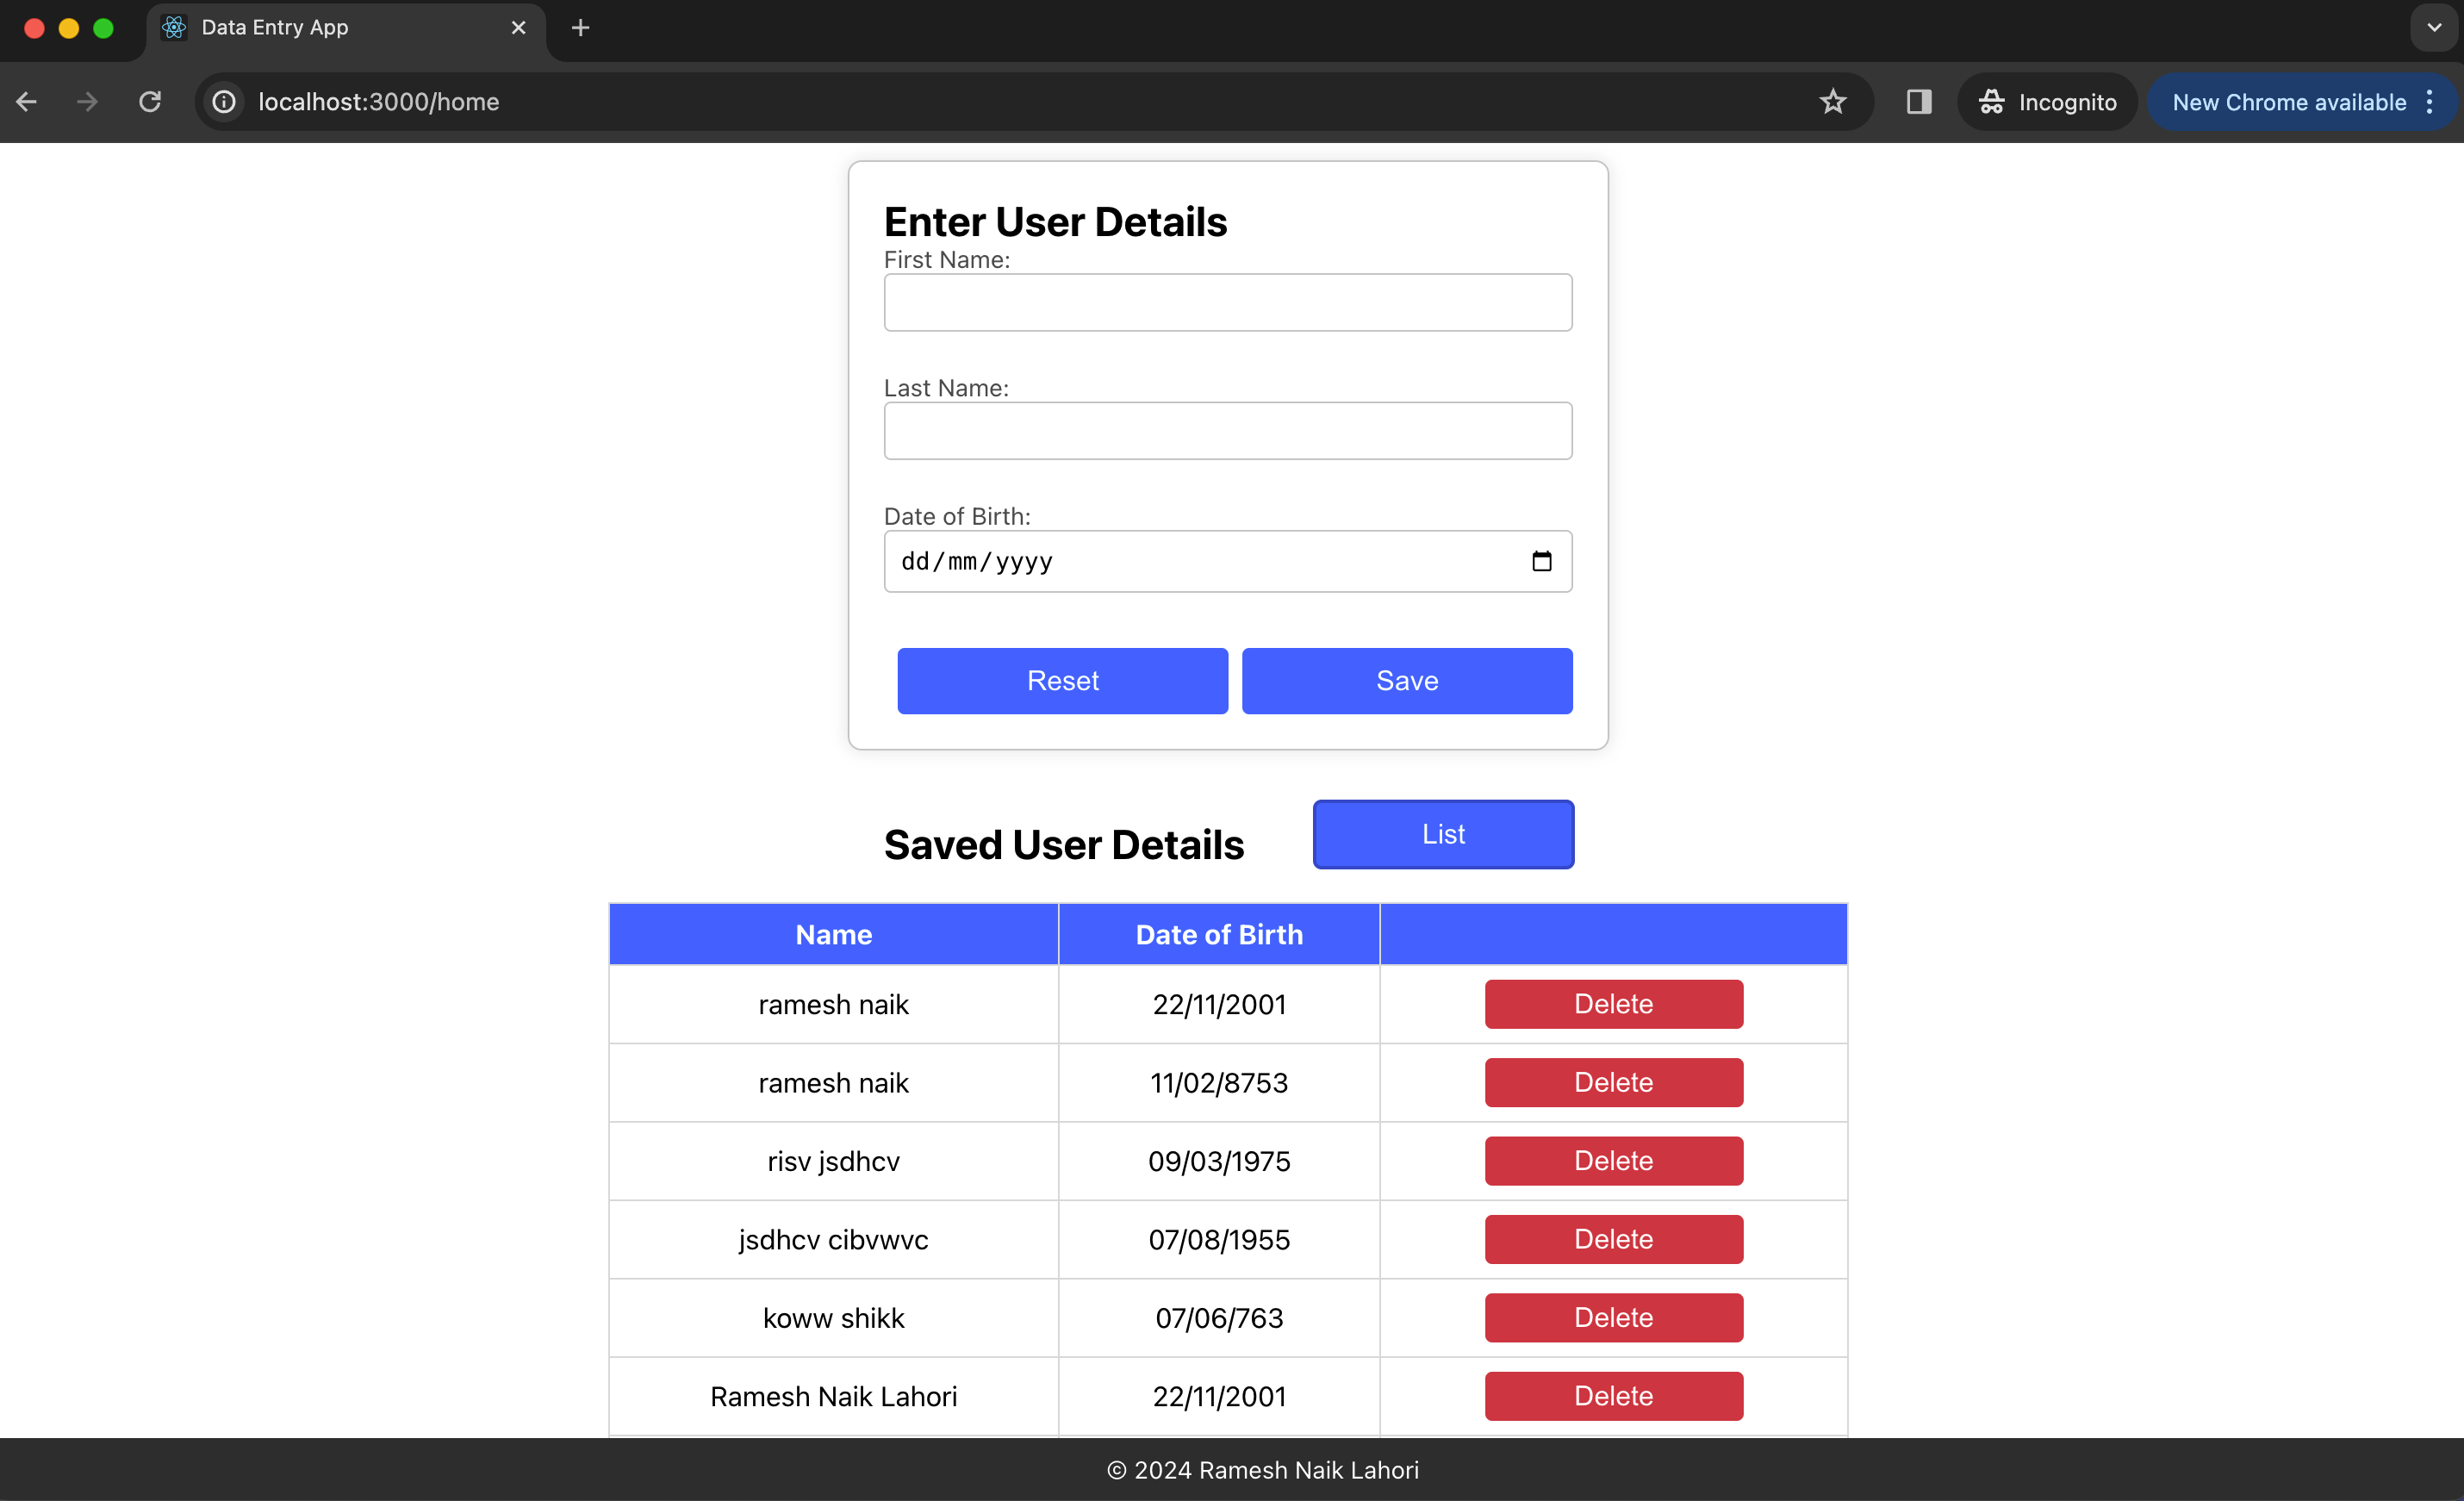 Data Entry App
localhost:3000/home
Incognito
New Chrome available
Enter User Details
First Name:
Last Name:
Date of Birth:
dd/mm/yyyy
Reset Save
Saved User Details List
Name Date of Birth
ramesh naik 22/11/2001 Delete
ramesh naik 11/02/8753 Delete
risv jsdhcv 09/03/1975 Delete
jsdhcv cibvwvc 07/08/1955 Delete
koww shikk 07/06/763 Delete
Ramesh Naik Lahori 22/11/2001 Delete
© 2024 Ramesh Naik Lahori